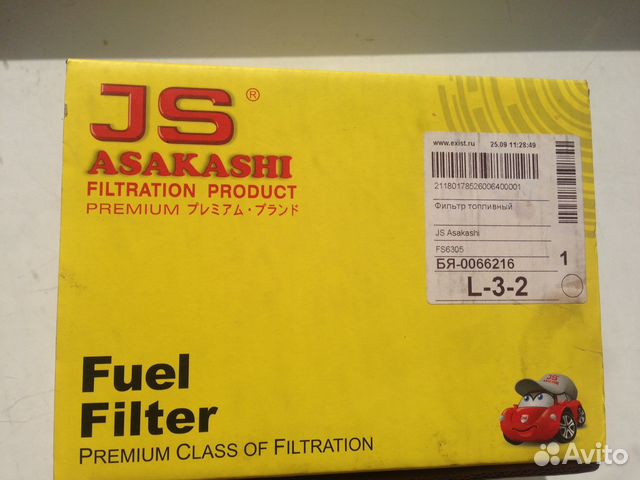 JS®
ASAKASHI
FILTRATION PRODUCT
PREMIUM プレミアム・ブランド
www.exist.ru 25.09 11:28:49
21180178526006400001
Фильтр топливный
JS Asakashi
FS6305
БЯ-0066216 1
L-3-2
Fuel
Filter
PREMIUM CLASS OF FILTRATION
JS
Avito